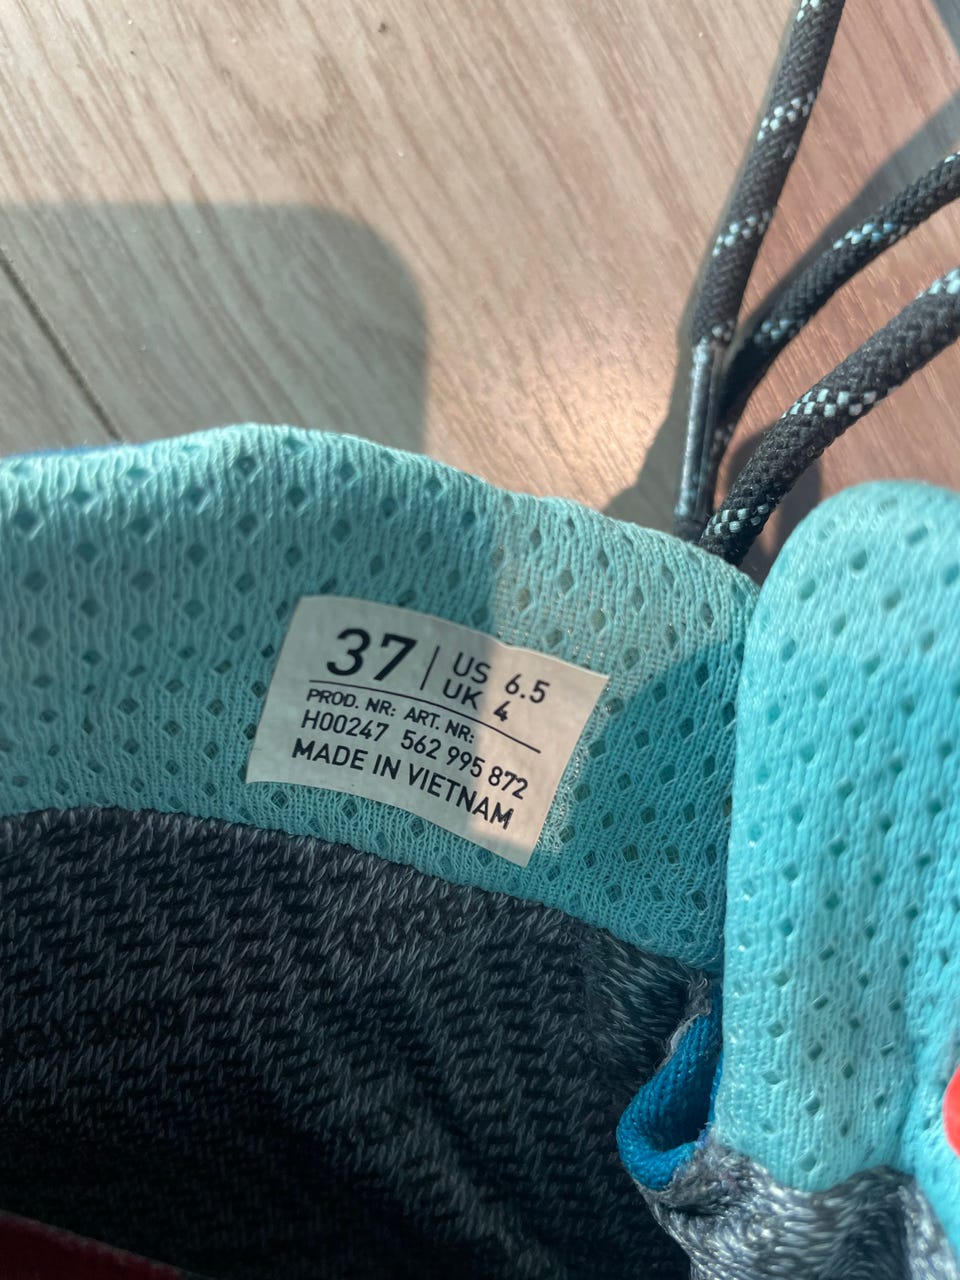 37 | US 6.5
UK 4
PROD. NR: ART. NR:
H00247 562 995 872
MADE IN VIETNAM